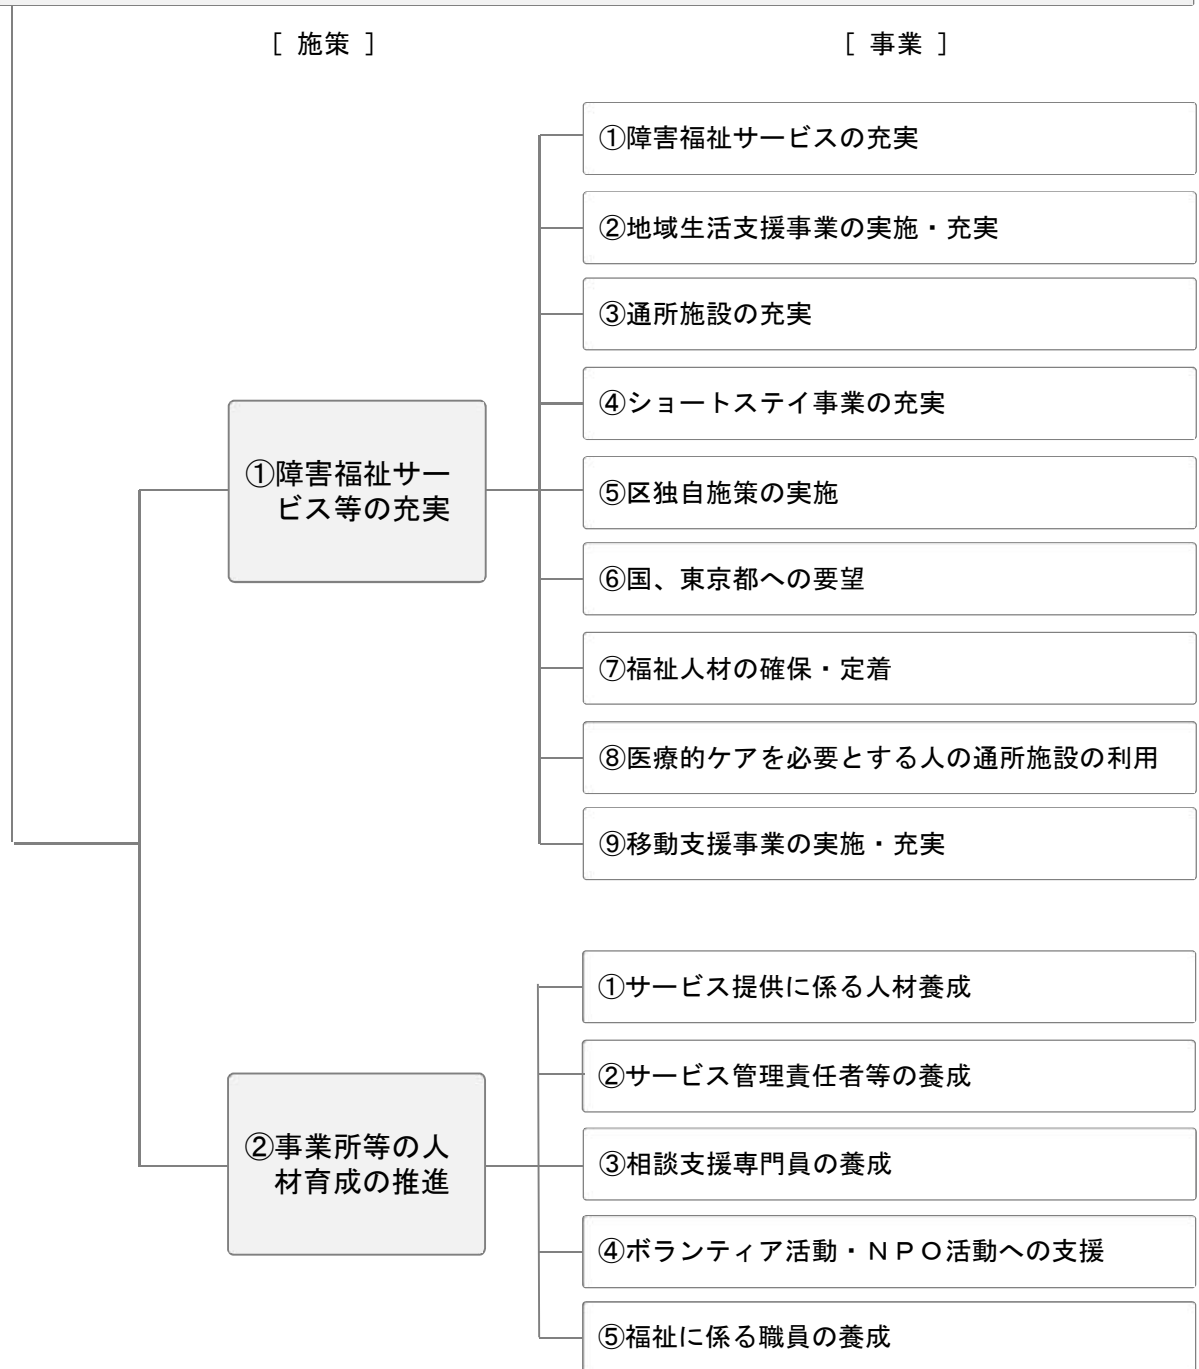 [ 施策 ]
[ 事業 ]
①障害福祉サー
ビス等の充実
①障害福祉サービスの充実
②地域生活支援事業の実施・充実
③通所施設の充実
④ショートステイ事業の充実
⑤区独自施策の実施
⑥国、東京都への要望
⑦福祉人材の確保・定着
⑧医療的ケアを必要とする人の通所施設の利用
⑨移動支援事業の実施・充実
②事業所等の人
材育成の推進
①サービス提供に係る人材養成
②サービス管理責任者等の養成
③相談支援専門員の養成
④ボランティア活動・ＮＰＯ活動への支援
⑤福祉に係る職員の養成